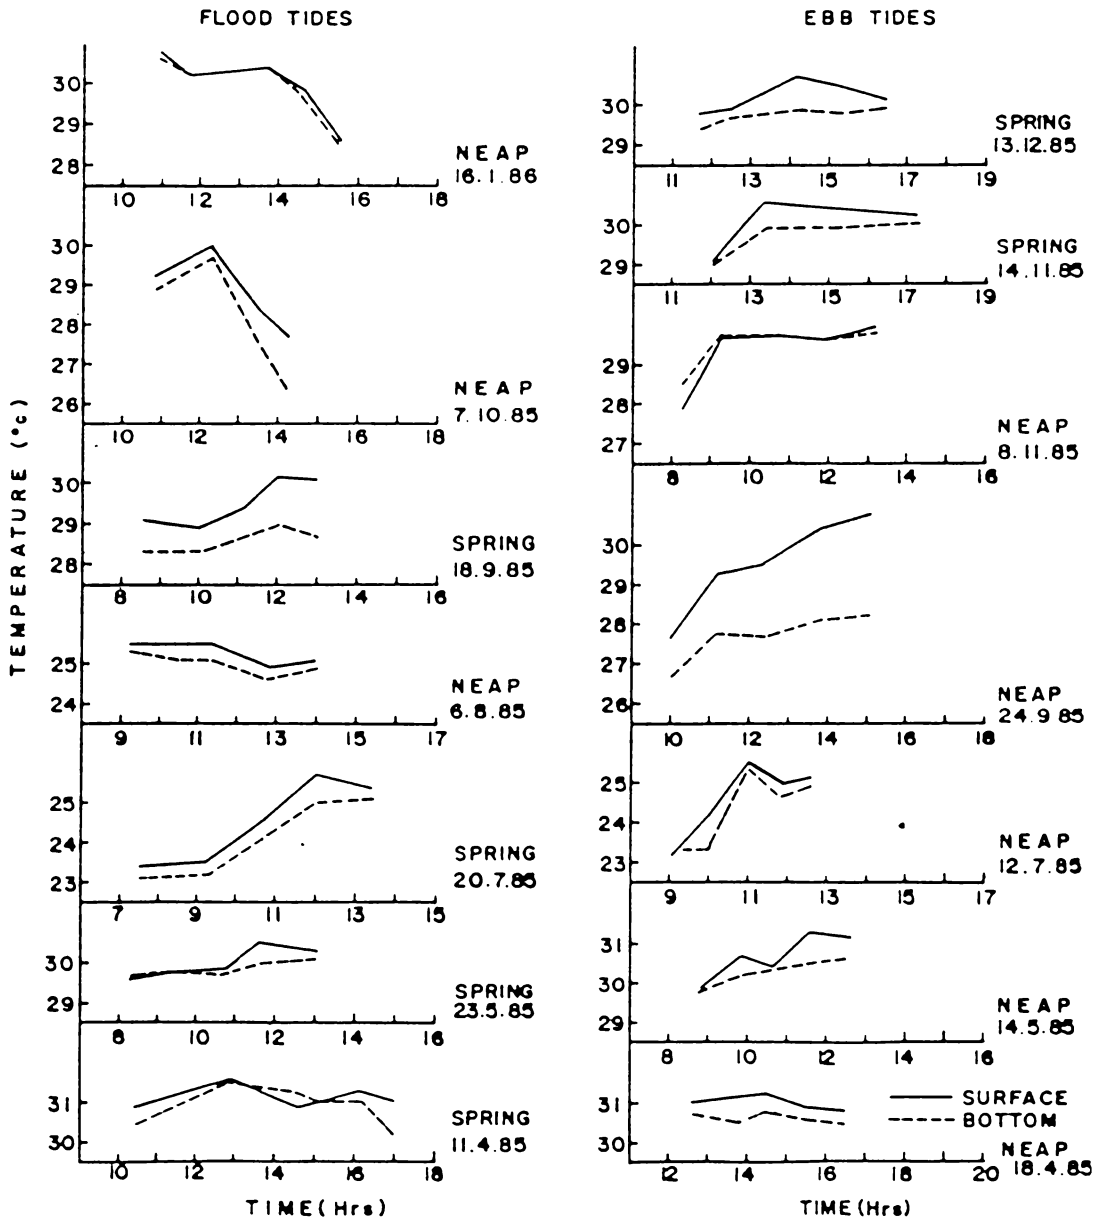 FLOOD TIDES
30
29
28
10 12 14 16 18
NEAP
16.1.86
30
29
28
27
26
10 12 14 16 18
NEAP
7.10.85
30
29
28
8 10 12 14 16
SPRING
18.9.85
25
24
9 11 13 15 17
NEAP
6.8.85
25
24
23
7 9 11 13 15
SPRING
20.7.85
30
29
8 10 12 14 16
SPRING
23.5.85
31
30
10 12 14 16 18
SPRING
11.4.85
TIME (Hrs)
TEMPERATURE (°c)
EBB TIDES
30
29
11 13 15 17 19
SPRING
13.12.85
30
29
11 13 15 17 19
SPRING
14.11.85
29
28
27
8 10 12 14 16
NEAP
8.11.85
30
29
28
27
26
10 12 14 16 18
NEAP
24.9 85
25
24
23
9 11 13 15 17
NEAP
12.7.85
31
30
29
8 10 12 14 16
NEAP
14.5.85
31
30
12 14 16 18 20
SURFACE
BOTTOM
NEAP
18.4.85
TIME (Hrs)